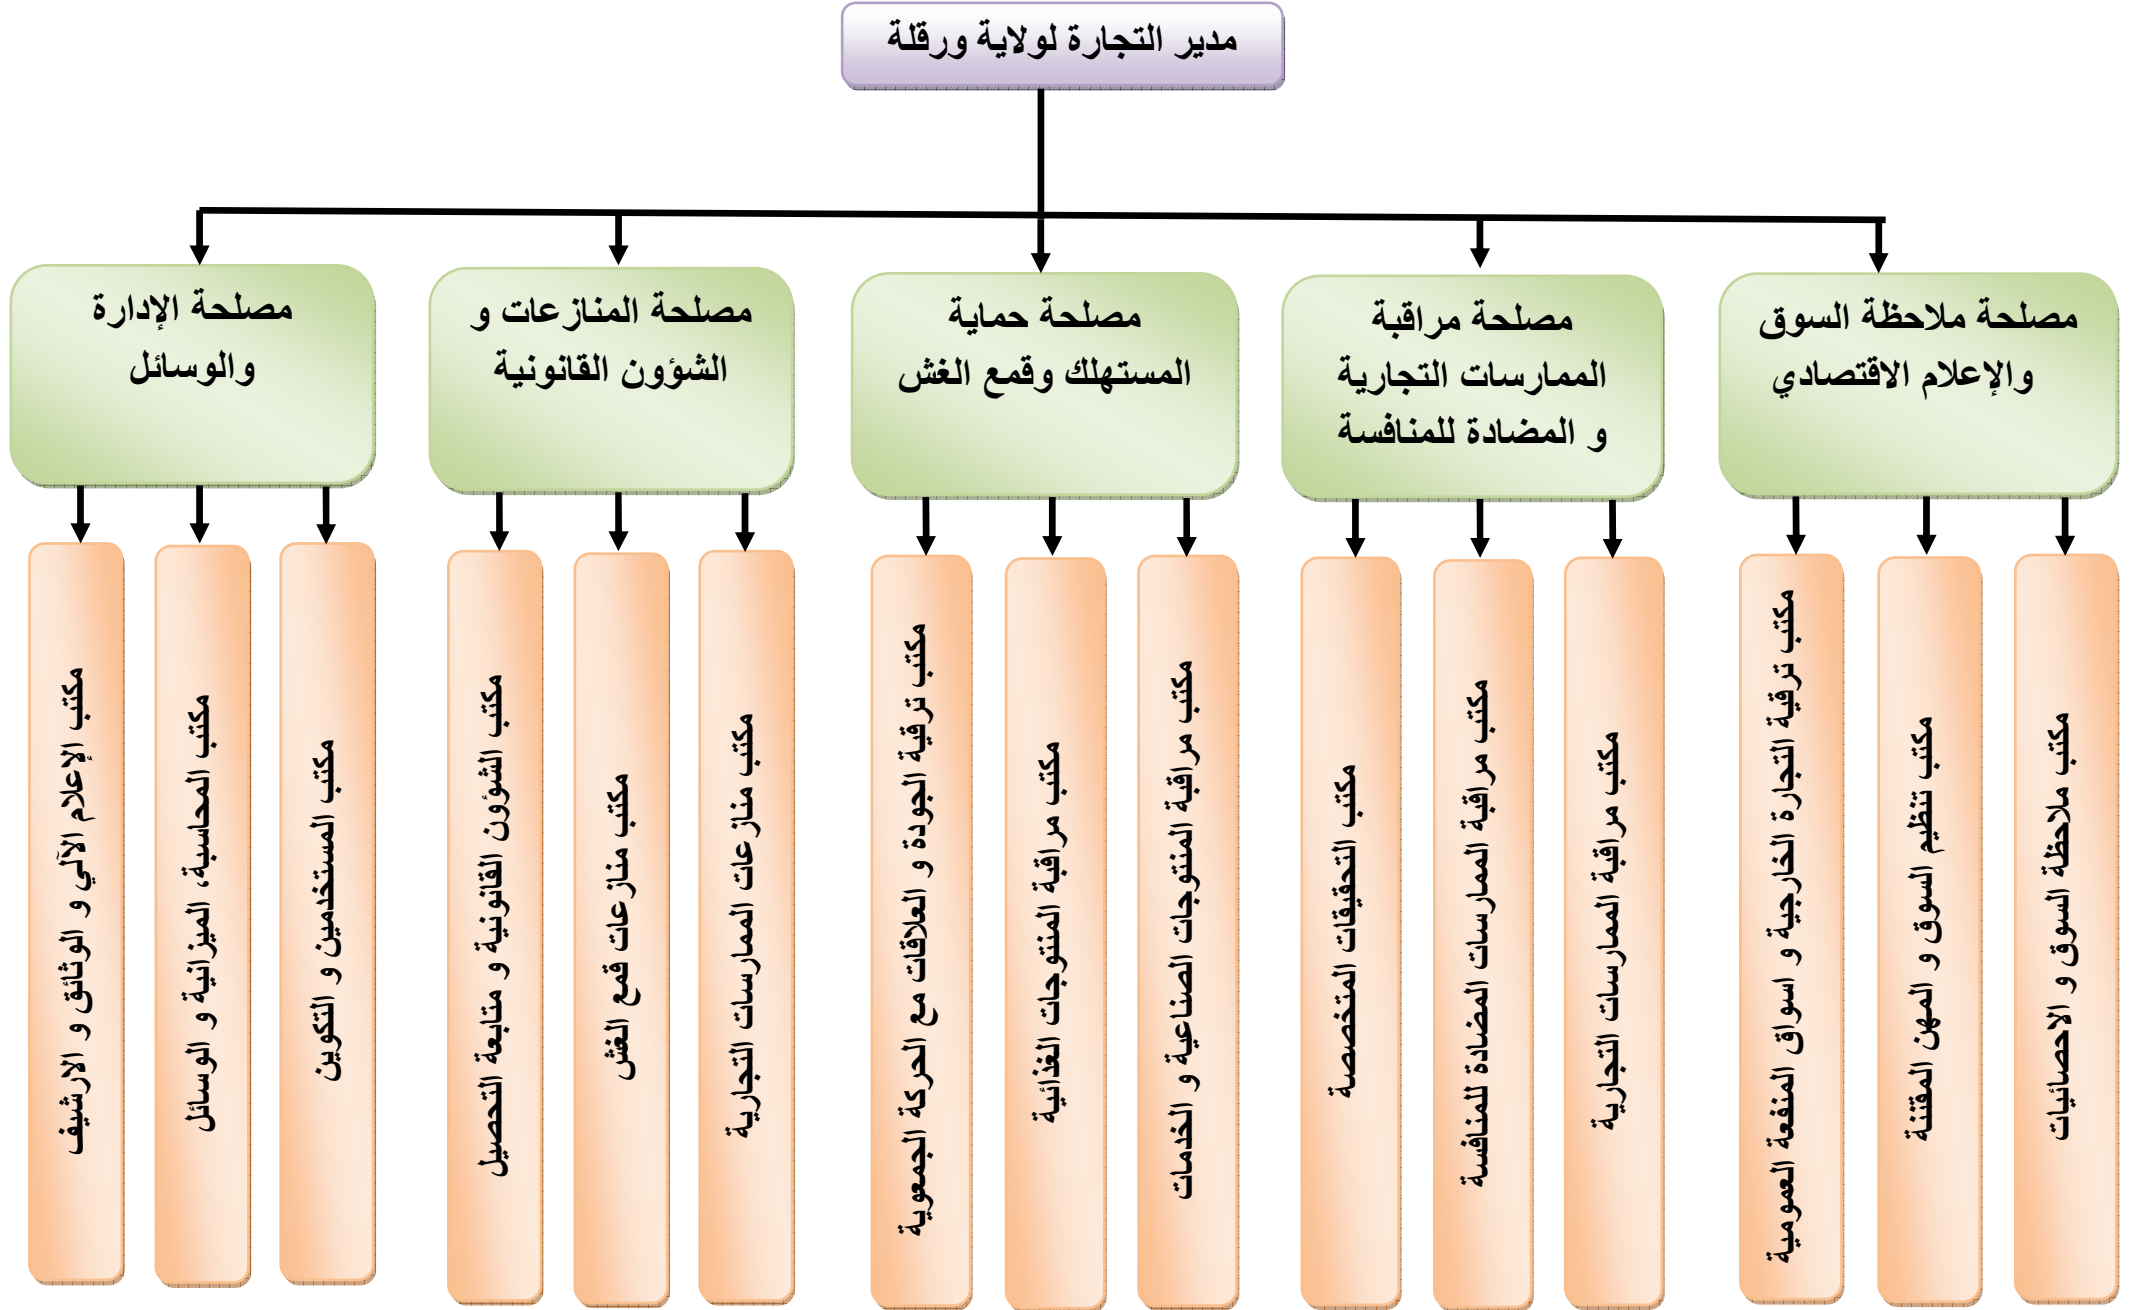 مدير التجارة لولاية ورقلة
مصلحة ملاحظة السوق
والإعلام الاقتصادي
مصلحة مراقبة
الممارسات التجارية
و المضادة للمنافسة
مصلحة حماية
المستهلك وقمع الغش
مصلحة المنازعات و
الشؤون القانونية
مصلحة الإدارة
والوسائل
مكتب ملاحظة السوق و الاحصائيات
مكتب تنظيم السوق و المهن المقننة
مكتب ترقية التجارة الخارجية و اسواق المنفعة العمومية
مكتب مراقبة الممارسات التجارية
مكتب مراقبة الممارسات المضادة للمنافسة
مكتب التحقيقات المتخصصة
مكتب مراقبة المنتوجات الصناعية و الخدمات
مكتب مراقبة المنتوجات الغذائية
مكتب ترقية الجودة و العلاقات مع الحركة الجمعوية
مكتب منازعات الممارسات التجارية
مكتب منازعات قمع الغش
مكتب الشؤون القانونية و متابعة التحصيل
مكتب المستخدمين و التكوين
مكتب المحاسبة، الميزانية و الوسائل
مكتب الإعلام الآلي و الوثائق و الارشيف